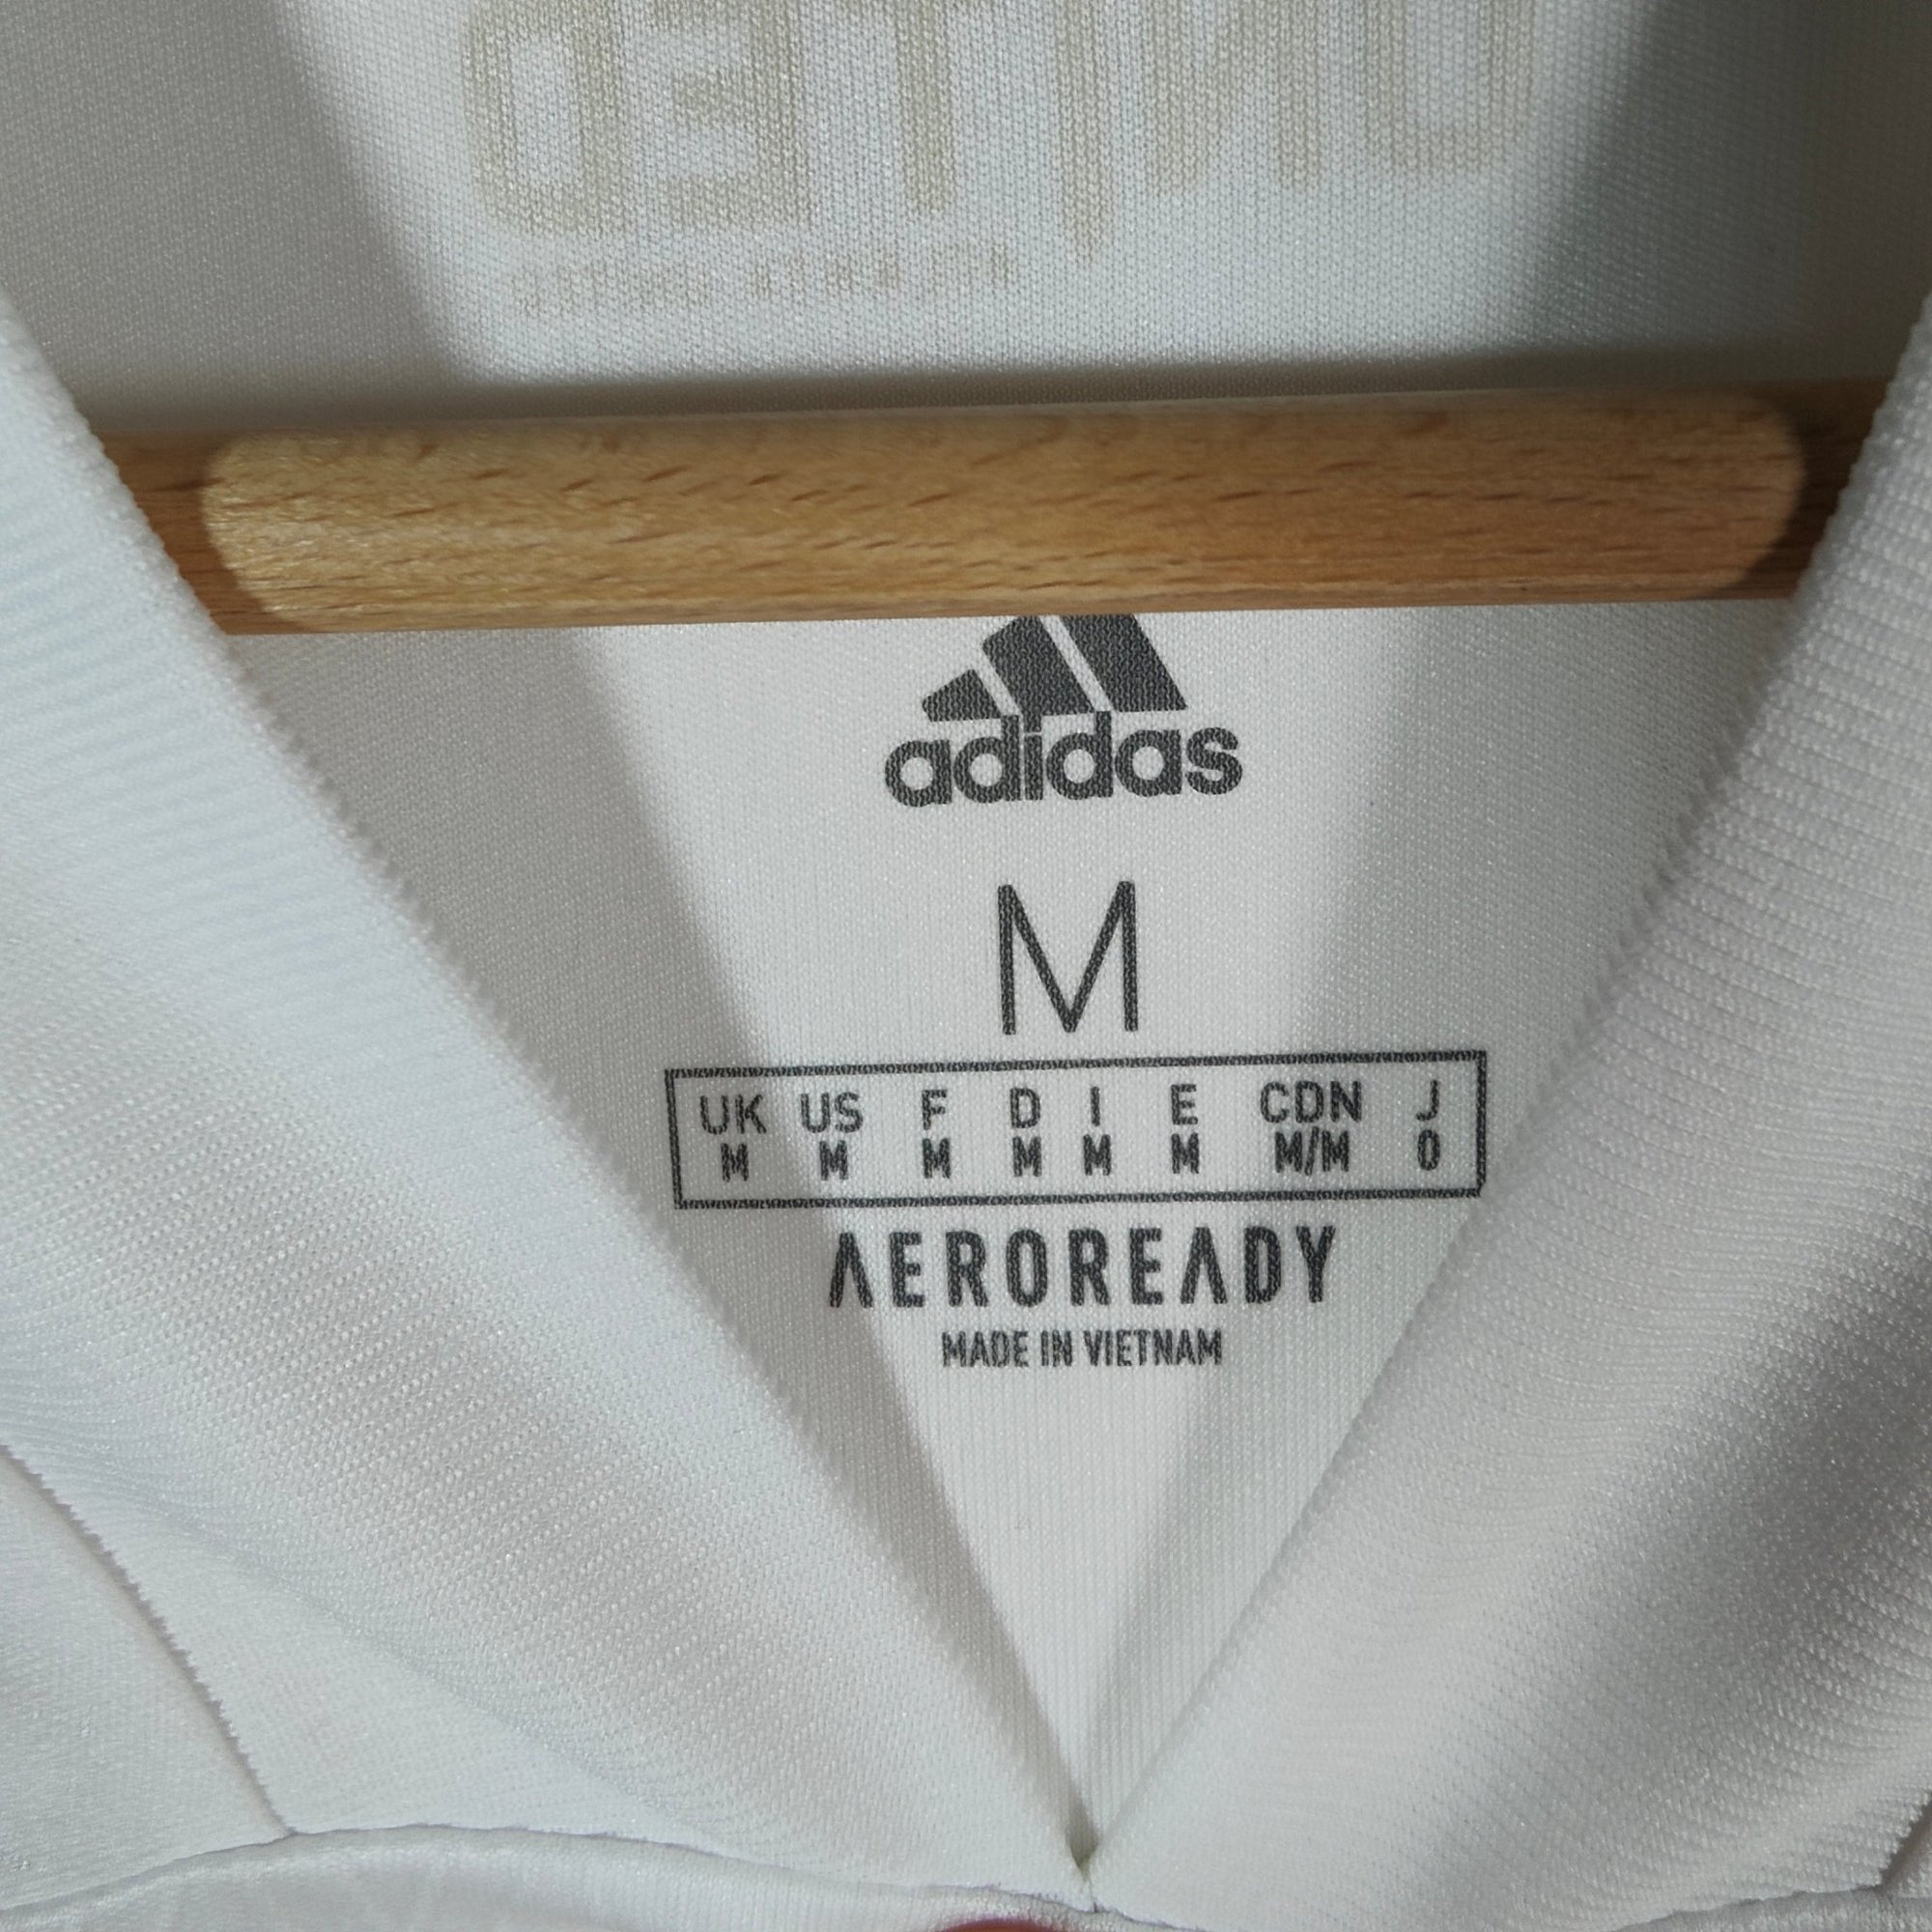 adidas
M
UK US F D I E CDN J
M M M M M M M/M O
AEROREADY
MADE IN VIETNAM